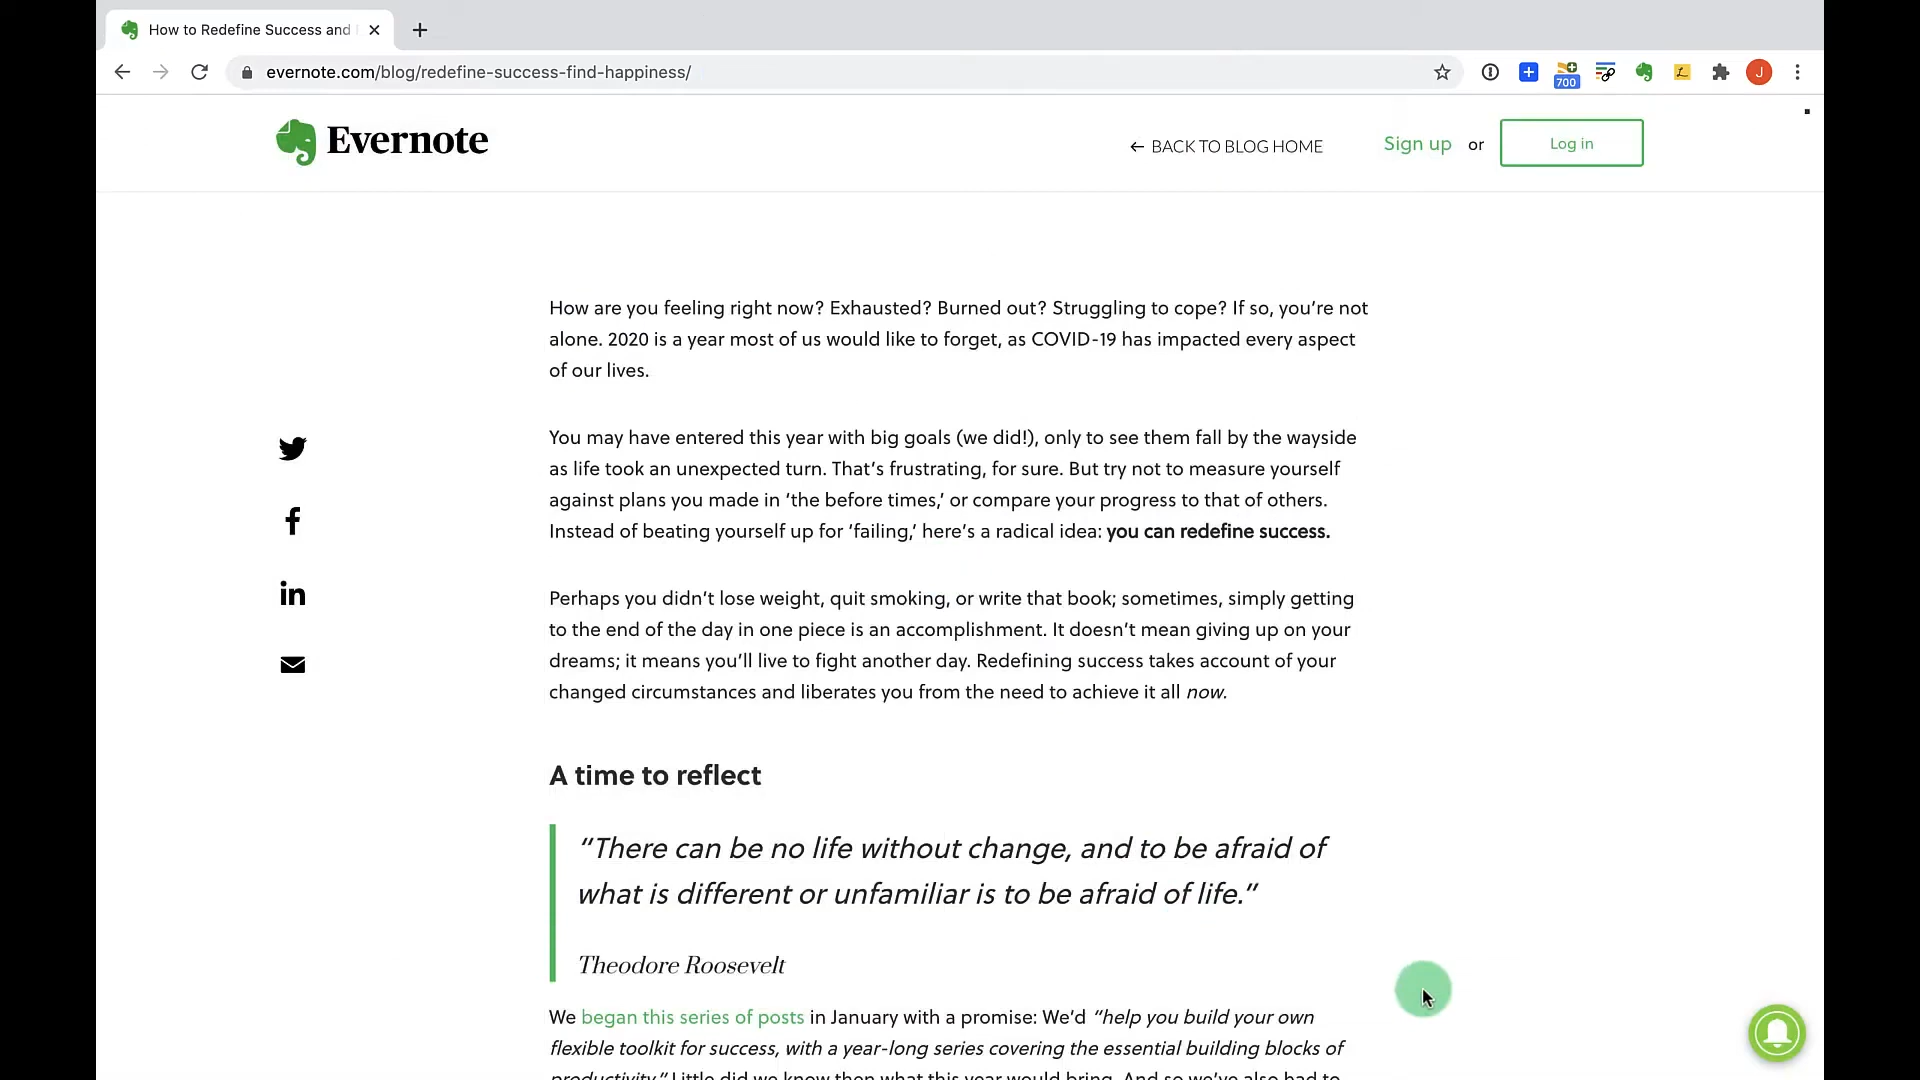 How to Redefine Success and
evernote.com/blog/redefine-success-find-happiness/
700
J
Evernote
← BACK TO BLOG HOME
Sign up or
Log in
How are you feeling right now? Exhausted? Burned out? Struggling to cope? If so, you’re not
alone. 2020 is a year most of us would like to forget, as COVID-19 has impacted every aspect
of our lives.
You may have entered this year with big goals (we did!), only to see them fall by the wayside
as life took an unexpected turn. That’s frustrating, for sure. But try not to measure yourself
against plans you made in ‘the before times,’ or compare your progress to that of others.
Instead of beating yourself up for ‘failing,’ here’s a radical idea: you can redefine success.
Perhaps you didn’t lose weight, quit smoking, or write that book; sometimes, simply getting
to the end of the day in one piece is an accomplishment. It doesn’t mean giving up on your
dreams; it means you’ll live to fight another day. Redefining success takes account of your
changed circumstances and liberates you from the need to achieve it all now.
A time to reflect
“There can be no life without change, and to be afraid of
what is different or unfamiliar is to be afraid of life.”
Theodore Roosevelt
We began this series of posts in January with a promise: We’d “help you build your own
flexible toolkit for success, with a year-long series covering the essential building blocks of
productivity.” Little did we know then what this year would bring. And so we’ve also had to